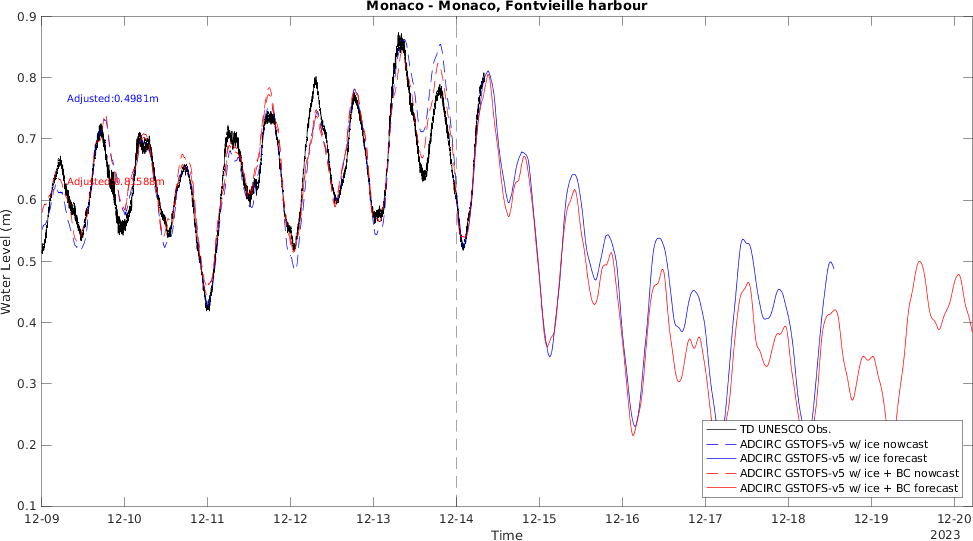 Monaco - Monaco, Fontvieille harbour
0.9
0.8
0.7
0.6
0.5
0.4
0.3
0.2
0.1
Water Level (m)
Adjusted:0.4981m
TD UNESCO Obs.
ADCIRC GSTOFS-v5 w/ ice nowcast
ADCIRC GSTOFS-v5 w/ ice forecast
ADCIRC GSTOFS-v5 w/ ice + BC nowcast
ADCIRC GSTOFS-v5 w/ ice + BC forecast
12-09 12-10 12-11 12-12 12-13 12-14 12-15 12-16 12-17 12-18 12-19 12-20
Time
2023